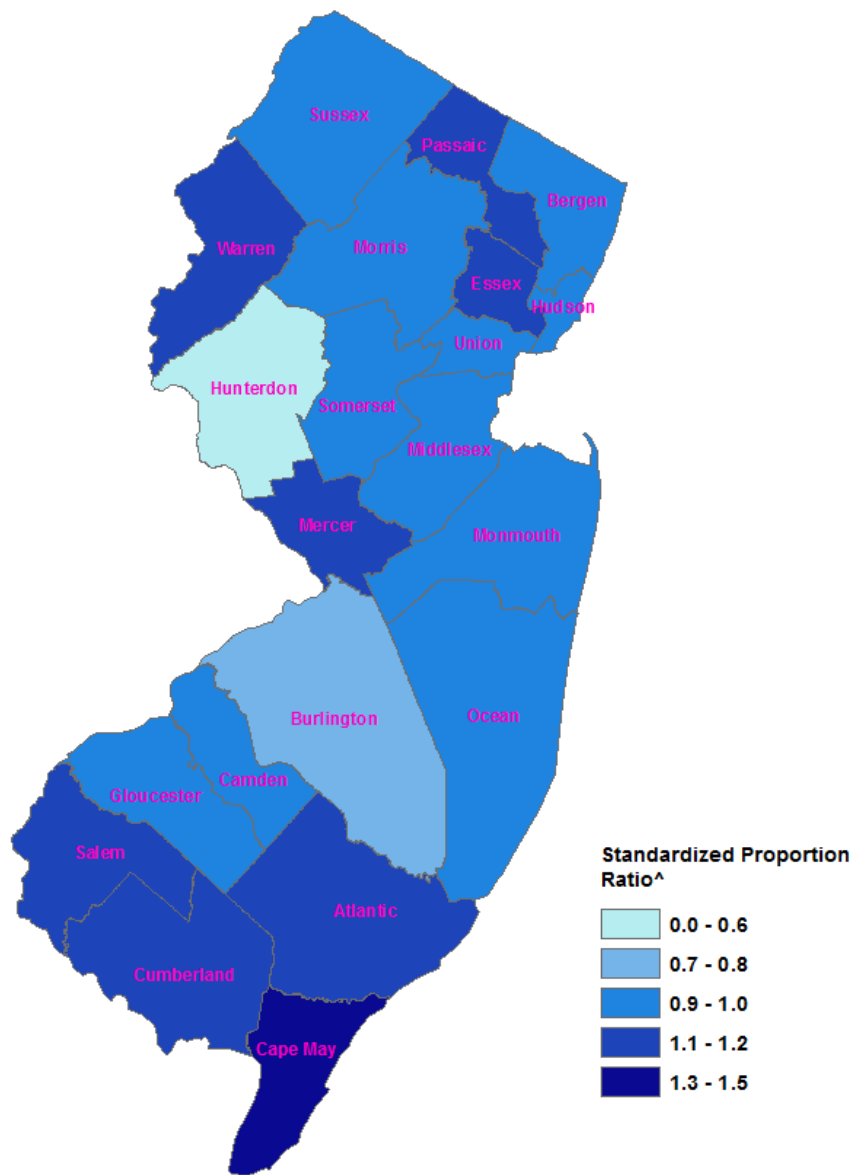 Sussex
Passaic
Bergen
Warren
Morris
Essex
Hudson
Union
Hunterdon
Somerset
Middlesex
Mercer
Monmouth
Burlington
Ocean
Camden
Gloucester
Salem
Atlantic
Cumberland
Cape May
Standardized Proportion
Ratio^
0.0 - 0.6
0.7 - 0.8
0.9 - 1.0
1.1 - 1.2
1.3 - 1.5